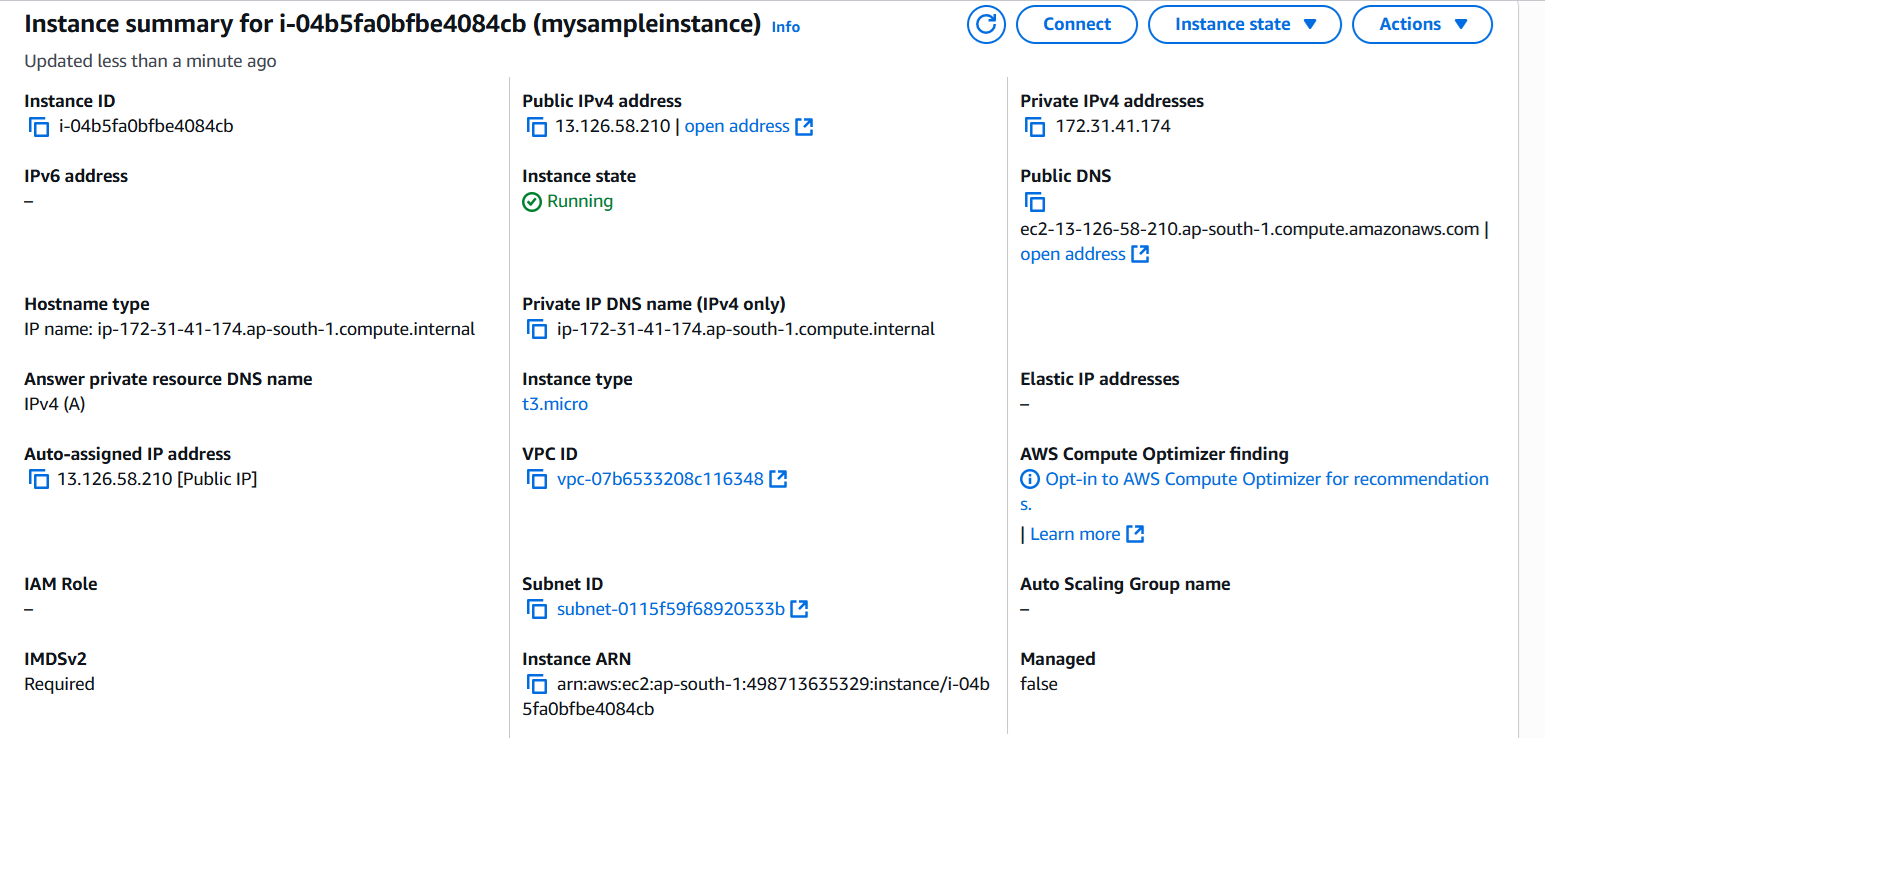 Instance summary for i-04b5fa0bfbe4084cb (mysampleinstance) Info
Connect
Instance state
Actions
Updated less than a minute ago
Instance ID
i-04b5fa0bfbe4084cb
Public IPv4 address
13.126.58.210 | open address
Private IPv4 addresses
172.31.41.174
IPv6 address
–
Instance state
Running
Public DNS
ec2-13-126-58-210.ap-south-1.compute.amazonaws.com |
open address
Hostname type
IP name: ip-172-31-41-174.ap-south-1.compute.internal
Private IP DNS name (IPv4 only)
ip-172-31-41-174.ap-south-1.compute.internal
Answer private resource DNS name
IPv4 (A)
Instance type
t3.micro
Elastic IP addresses
–
Auto-assigned IP address
13.126.58.210 [Public IP]
VPC ID
vpc-07b6533208c116348
AWS Compute Optimizer finding
Opt-in to AWS Compute Optimizer for recommendation
s.
| Learn more
IAM Role
–
Subnet ID
subnet-0115f59f68920533b
Auto Scaling Group name
–
IMDSv2
Required
Instance ARN
arn:aws:ec2:ap-south-1:498713635329:instance/i-04b
5fa0bfbe4084cb
Managed
false